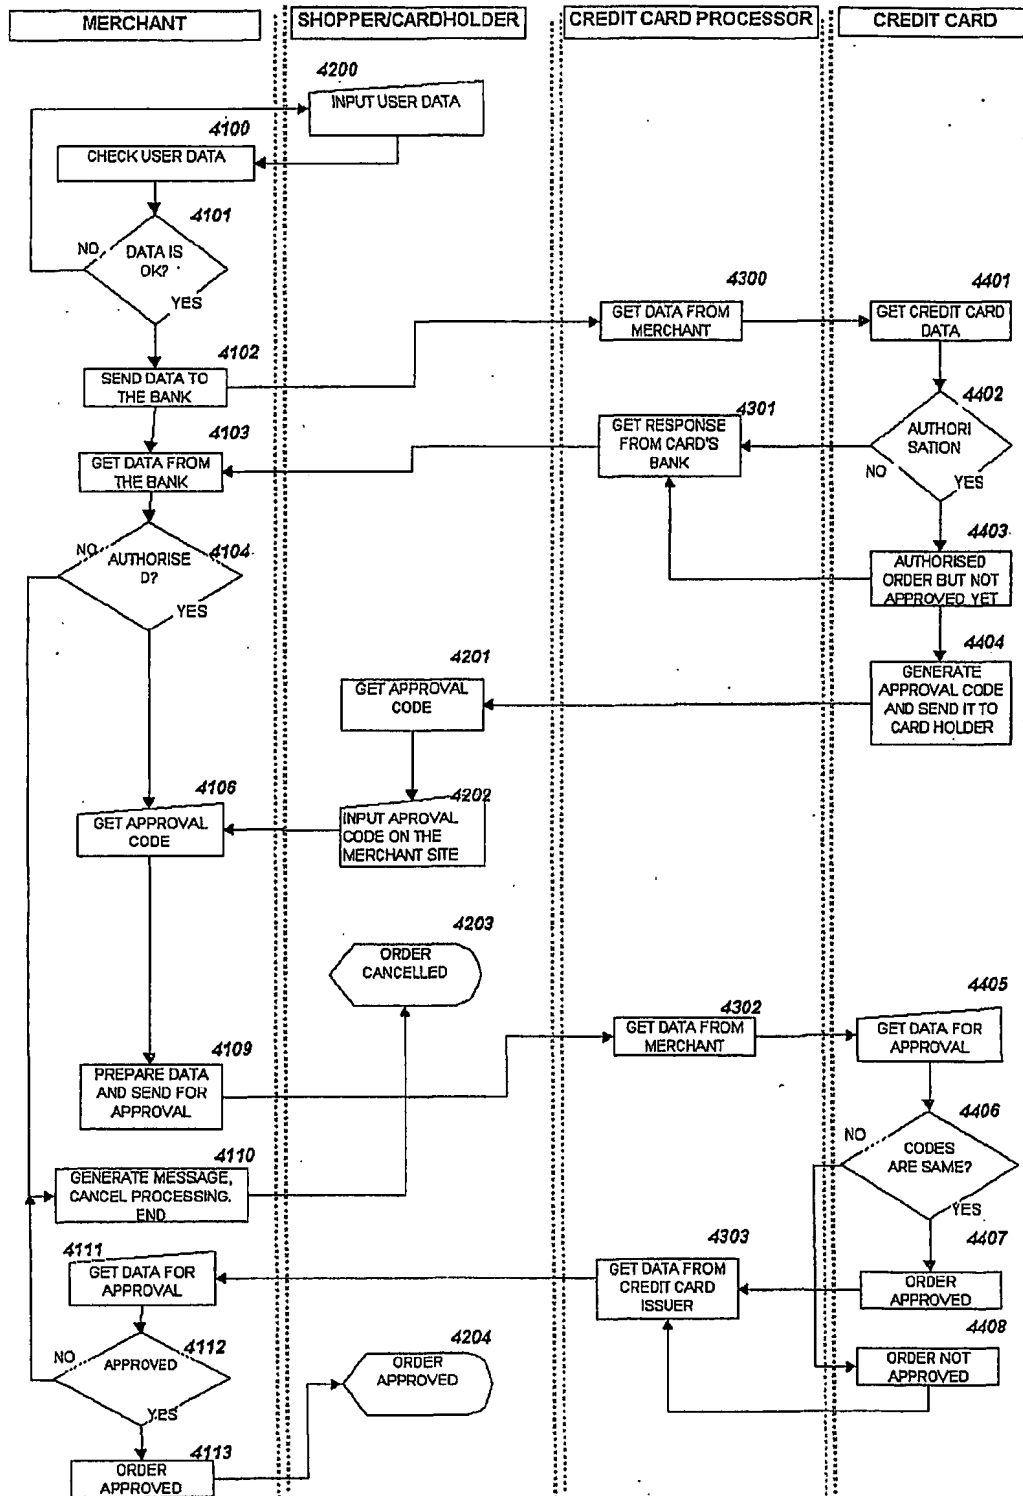 MERCHANT
SHOPPER/CARDHOLDER
CREDIT CARD PROCESSOR
CREDIT CARD
4200
INPUT USER DATA
4100
CHECK USER DATA
4101
NO
DATA IS
OK?
YES
4300
GET DATA FROM
MERCHANT
4401
GET CREDIT CARD
DATA
4102
SEND DATA TO
THE BANK
4402
AUTHORI
SATION
NO
YES
4301
GET RESPONSE
FROM CARD'S
BANK
4103
GET DATA FROM
THE BANK
4104
NO
AUTHORISE
D?
YES
4403
AUTHORISED
ORDER BUT NOT
APPROVED YET
4404
GENERATE
APPROVAL CODE
AND SEND IT TO
CARD HOLDER
4201
GET APPROVAL
CODE
4202
INPUT APROVAL
CODE ON THE
MERCHANT SITE
4106
GET APPROVAL
CODE
4203
ORDER
CANCELLED
4302
GET DATA FROM
MERCHANT
4405
GET DATA FOR
APPROVAL
4109
PREPARE DATA
AND SEND FOR
APPROVAL
4406
NO
CODES
ARE SAME?
YES
4110
GENERATE MESSAGE,
CANCEL PROCESSING.
END
4407
ORDER
APPROVED
4303
GET DATA FROM
CREDIT CARD
ISSUER
4111
GET DATA FOR
APPROVAL
4408
ORDER NOT
APPROVED
4112
NO
APPROVED
YES
4204
ORDER
APPROVED
4113
ORDER
APPROVED